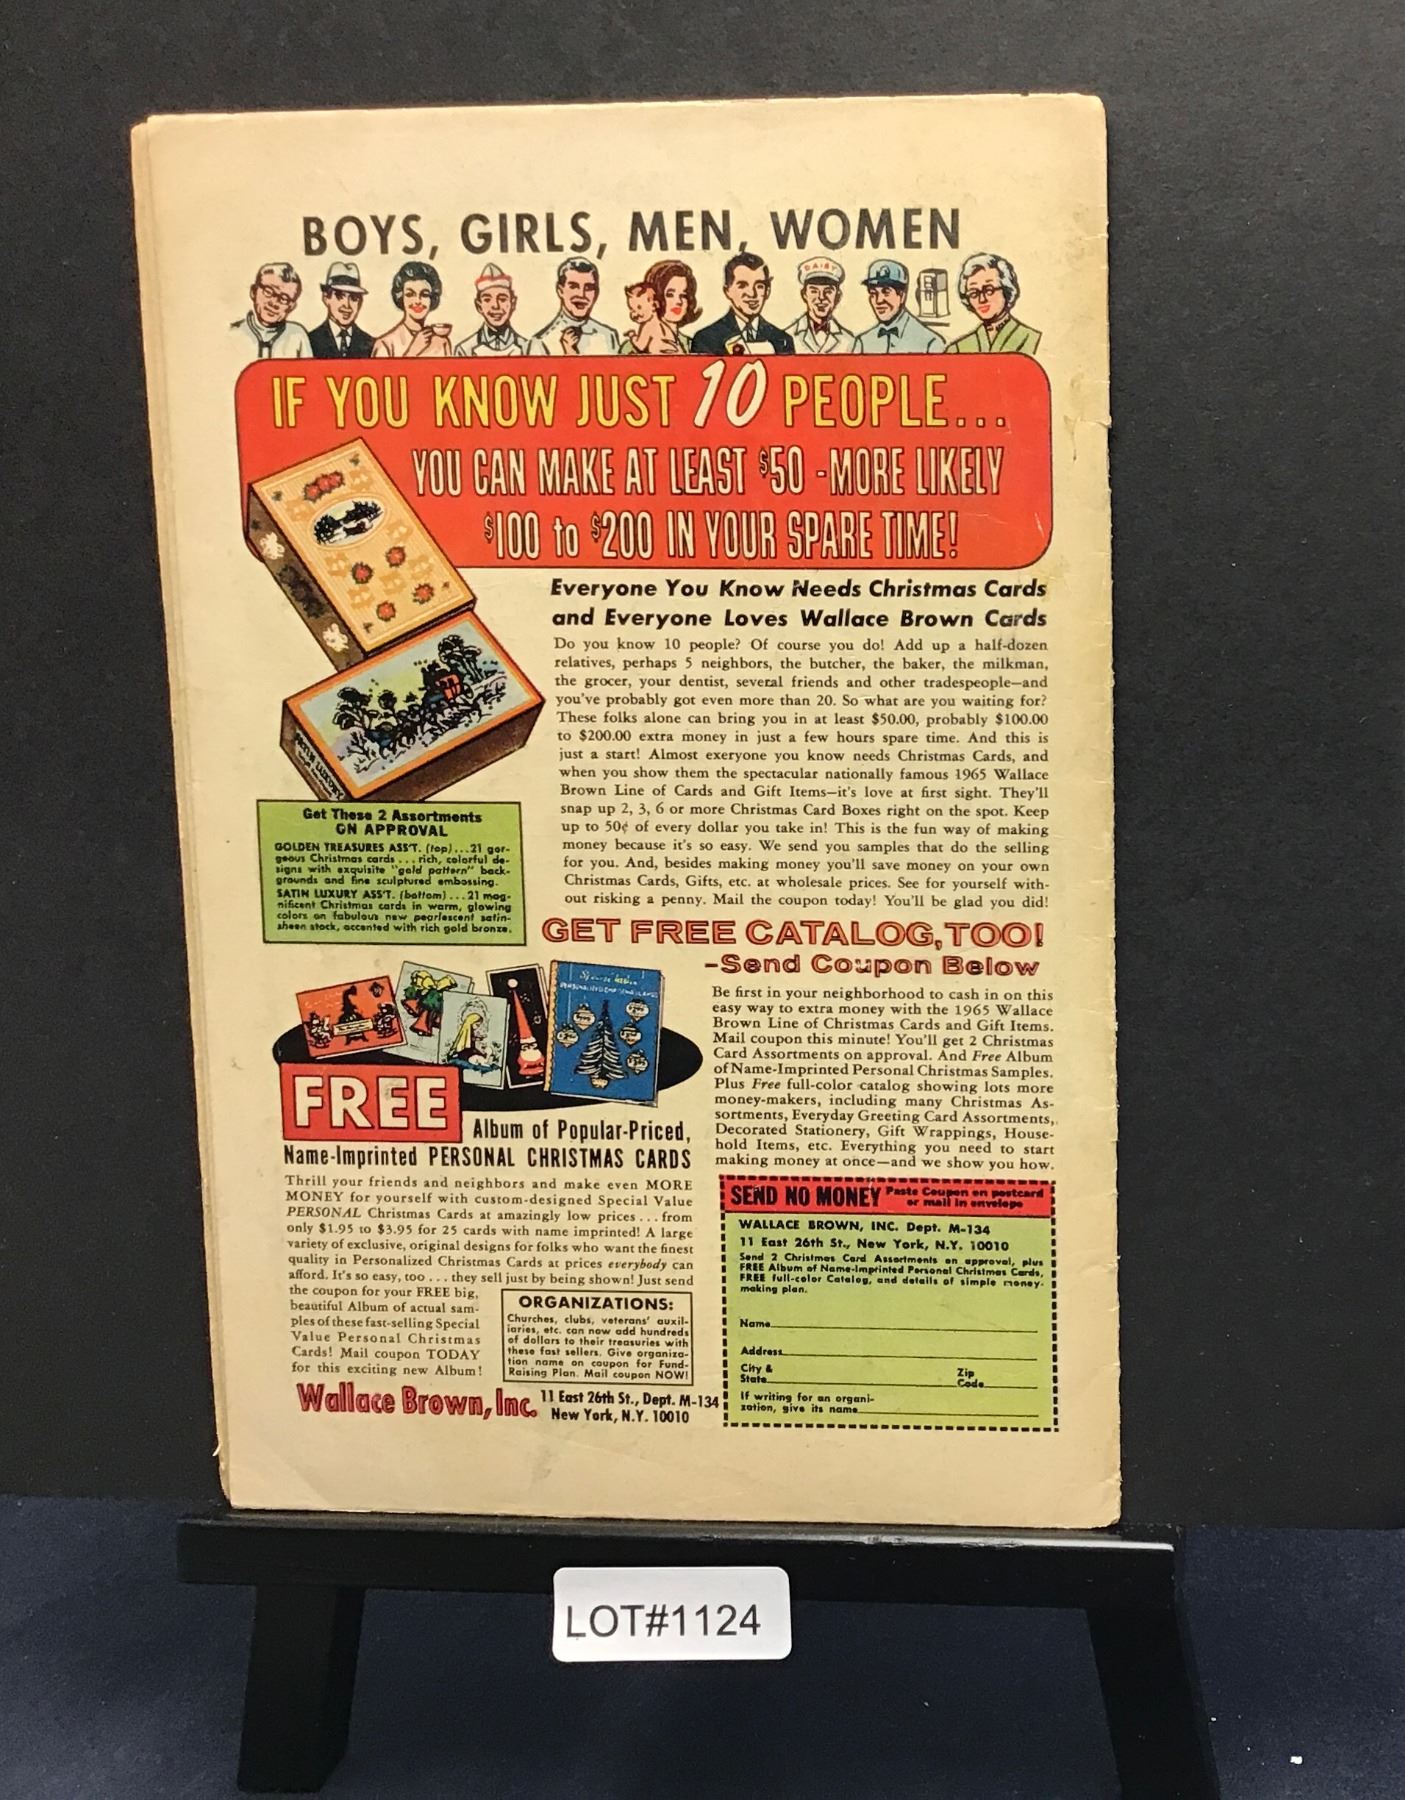 BOYS, GIRLS, MEN, WOMEN
DAIRY
IF YOU KNOW JUST 10 PEOPLE...
YOU CAN MAKE AT LEAST $50 - MORE LIKELY
$100 to $200 IN YOUR SPARE TIME!
Everyone You Know Needs Christmas Cards
and Everyone Loves Wallace Brown Cards
Do you know 10 people? Of course you do! Add up a half-dozen
relatives, perhaps 5 neighbors, the butcher, the baker, the milkman,
the grocer, your dentist, several friends and other tradespeople—and
you've probably got even more than 20. So what are you waiting for?
These folks alone can bring you in at least $50.00, probably $100.00
to $200.00 extra money in just a few hours spare time. And this is
just a start! Almost exeryone you know needs Christmas Cards, and
when you show them the spectacular nationally famous 1965 Wallace
Brown Line of Cards and Gift Items—it's love at first sight. They'll
snap up 2, 3, 6 or more Christmas Card Boxes right on the spot. Keep
up to 50¢ of every dollar you take in! This is the fun way of making
money because it's so easy. We send you samples that do the selling
for you. And, besides making money you'll save money on your own
Christmas Cards, Gifts, etc. at wholesale prices. See for yourself with-
out risking a penny. Mail the coupon today! You'll be glad you did!
SATIN LUXURY
Get These 2 Assortments
ON APPROVAL
GOLDEN TREASURES ASS'T. (top)...21 gor-
geous Christmas cards...rich, colorful de-
signs with exquisite "gold pattern" back-
grounds and fine sculptured embossing.
SATIN LUXURY ASS'T. (bottom)...21 mag-
nificent Christmas cards in warm, glowing
colors on fabulous new pearlescent satin-
sheen stock, accented with rich gold bronze.
GET FREE CATALOG, TOO!
-Send Coupon Below
Be first in your neighborhood to cash in on this
easy way to extra money with the 1965 Wallace
Brown Line of Christmas Cards and Gift Items.
Mail coupon this minute! You'll get 2 Christmas
Card Assortments on approval. And Free Album
of Name-Imprinted Personal Christmas Samples.
Plus Free full-color catalog showing lots more
money-makers, including many Christmas As-
sortments, Everyday Greeting Card Assortments,
Decorated Stationery, Gift Wrappings, House-
hold Items, etc. Everything you need to start
making money at once—and we show you how.
FREE
Album of Popular-Priced,
Name-Imprinted PERSONAL CHRISTMAS CARDS
Thrill your friends and neighbors and make even MORE
MONEY for yourself with custom-designed Special Value
PERSONAL Christmas Cards at amazingly low prices...from
only $1.95 to $3.95 for 25 cards with name imprinted! A large
variety of exclusive, original designs for folks who want the finest
quality in Personalized Christmas Cards at prices everybody can
afford. It's so easy, too...they sell just by being shown! Just send
the coupon for your FREE big,
beautiful Album of actual sam-
ples of these fast-selling Special
Value Personal Christmas
Cards! Mail coupon TODAY
for this exciting new Album!
ORGANIZATIONS:
Churches, clubs, veterans' auxil-
iaries, etc. can now add hundreds
of dollars to their treasuries with
these fast sellers. Give organiza-
tion name on coupon for Fund-
Raising Plan. Mail coupon NOW!
Wallace Brown, Inc. 11 East 26th St., Dept. M-134
New York, N.Y. 10010
SEND NO MONEY Paste Coupon on postcard
or mail in envelope
WALLACE BROWN, INC. Dept. M-134
11 East 26th St., New York, N.Y. 10010
Send 2 Christmas Card Assortments on approval, plus
FREE Album of Name-Imprinted Personal Christmas Cards,
FREE full-color Catalog, and details of simple money-
making plan.
Name
Address
City &
State
Zip
Code
If writing for an organi-
zation, give its name
LOT#1124